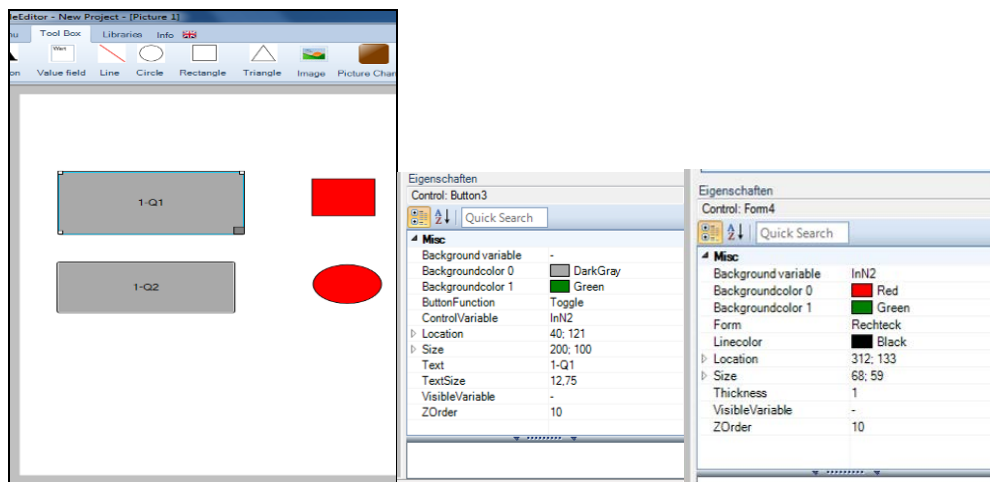 leEditor - New Project - [Picture 1]
nu Tool Box Libraries Info
on Value field Line Circle Rectangle Triangle Image Picture Chan
Wert
1-Q1
1-Q2
Eigenschaften
Control: Button3
Quick Search
Misc
Background variable -
Backgroundcolor 0 DarkGray
Backgroundcolor 1 Green
ButtonFunction Toggle
ControlVariable InN2
Location 40; 121
Size 200; 100
Text 1-Q1
TextSize 12,75
VisibleVariable -
ZOrder 10
Eigenschaften
Control: Form4
Quick Search
Misc
Background variable InN2
Backgroundcolor 0 Red
Backgroundcolor 1 Green
Form Rechteck
Linecolor Black
Location 312; 133
Size 68; 59
Thickness 1
VisibleVariable -
ZOrder 10